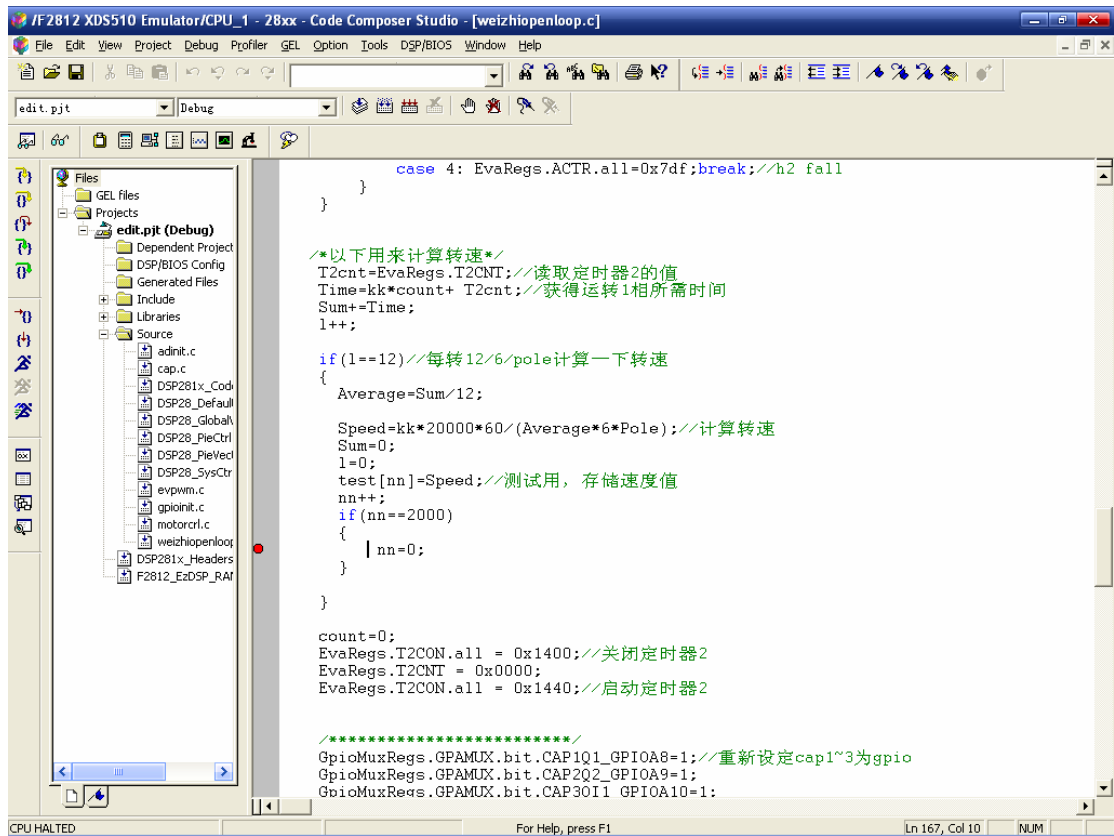 /F2812 XDS510 Emulator/CPU_1 - 28xx - Code Composer Studio - [weizhiopenloop.c]
File Edit View Project Debug Profiler GEL Option Tools DSP/BIOS Window Help
edit.pjt Debug
Files
GEL files
Projects
edit.pjt (Debug)
Dependent Project
DSP/BIOS Config
Generated Files
Include
Libraries
Source
adinit.c
cap.c
DSP281x_Code
DSP28_Defaul
DSP28_Global
DSP28_PieCtrl
DSP28_PieVect
DSP28_SysCtr
evpwm.c
gpioinit.c
motorcrl.c
weizhiopenloop
DSP281x_Headers
F2812_EzDSP_RA
case 4: EvaRegs.ACTR.all=0x7df;break;//h2 fall
}
}
/*以下用来计算转速*/
T2cnt=EvaRegs.T2CNT;//读取定时器2的值
Time=kk*count+ T2cnt;//获得运转1相所需时间
Sum+=Time;
l++;
if(l==12)//每转12/6/pole计算一下转速
{
Average=Sum/12;
Speed=kk*20000*60/(Average*6*Pole);//计算转速
Sum=0;
l=0;
test[nn]=Speed;//测试用，存储速度值
nn++;
if(nn==2000)
{
nn=0;
}
}
count=0;
EvaRegs.T2CON.all = 0x1400;//关闭定时器2
EvaRegs.T2CNT = 0x0000;
EvaRegs.T2CON.all = 0x1440;//启动定时器2
/**************************/
GpioMuxRegs.GPAMUX.bit.CAP1Q1_GPIOA8=1;//重新设定cap1~3为gpio
GpioMuxRegs.GPAMUX.bit.CAP2Q2_GPIOA9=1;
GpioMuxRegs.GPAMUX.bit.CAP3QI1_GPIOA10=1;
CPU HALTED For Help, press F1 Ln 167, Col 10 NUM